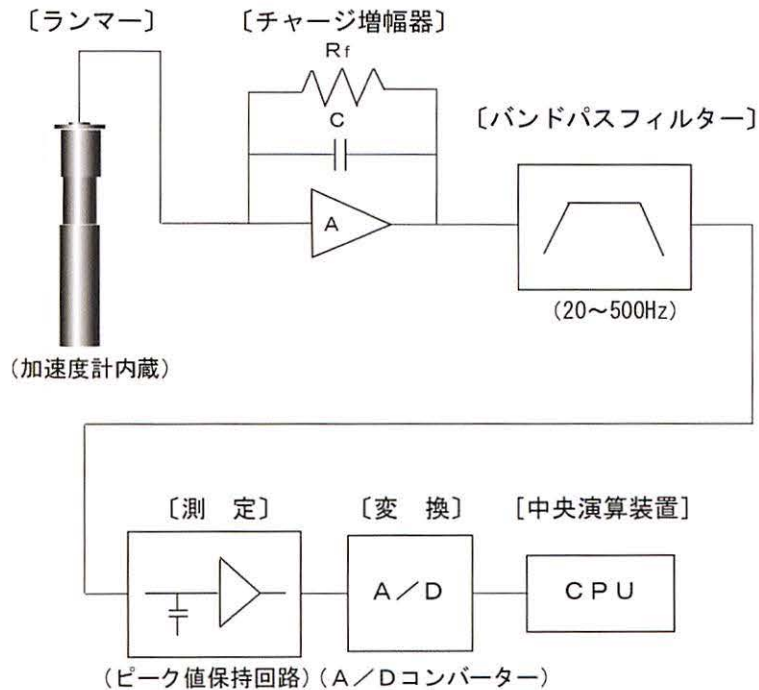 〔ランマー〕
〔チャージ増幅器〕
Rf
C
〔バンドパスフィルター〕
A
(20～500Hz)
(加速度計内蔵)
〔測　定〕
〔変　換〕
[中央演算装置]
A／D
CPU
(ピーク値保持回路)
(A／Dコンバーター)